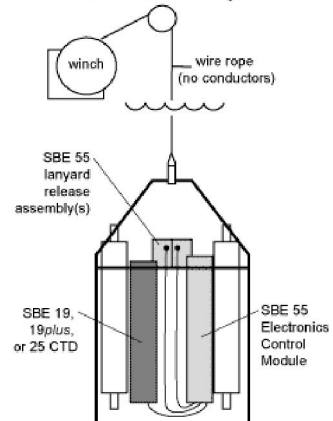 winch
wire rope
(no conductors)
SBE 55
lanyard
release
assembly(s)
SBE 19,
19plus,
or 25 CTD
SBE 55
Electronics
Control
Module